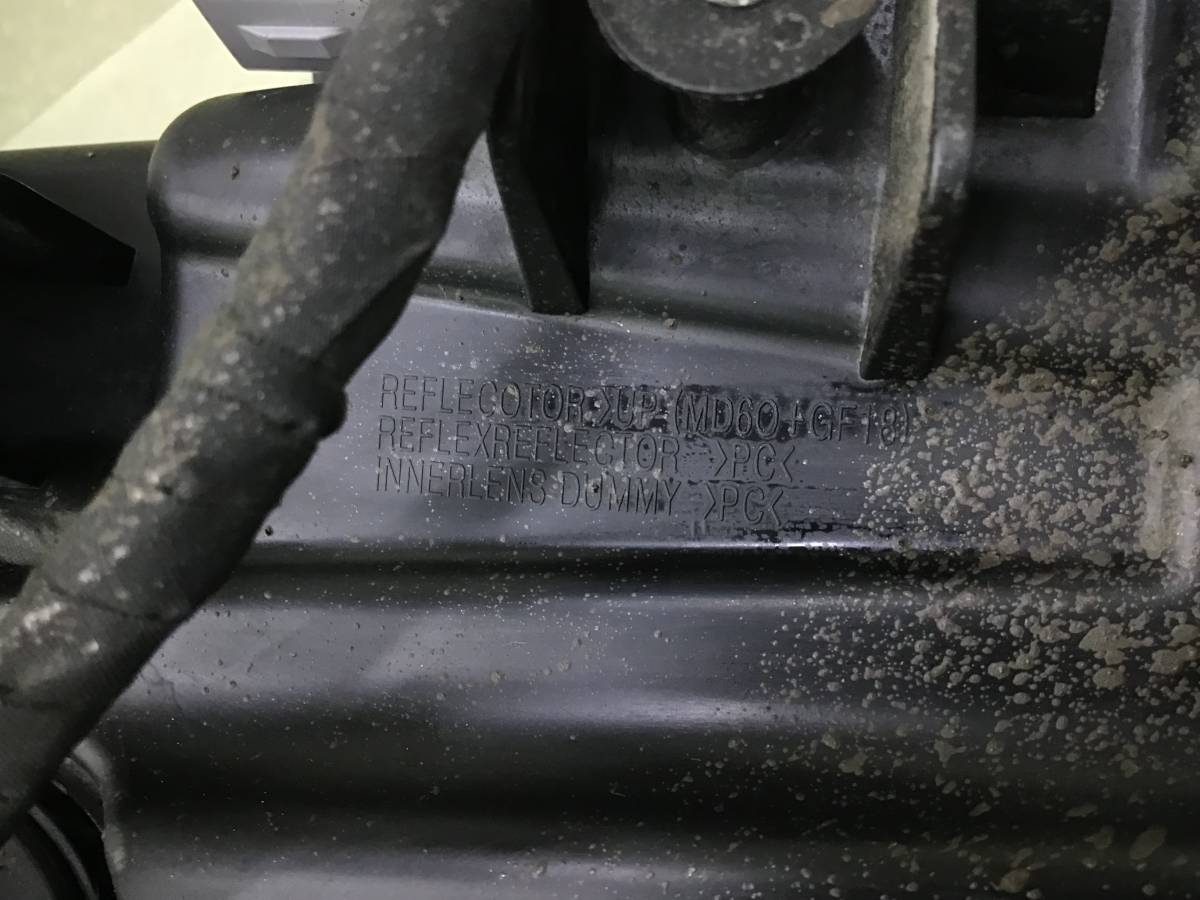 REFLECOTOR >UP (MD60+GF18)
REFLEXREFLECTOR >PC<
INNERLENS DUMMY >PC<